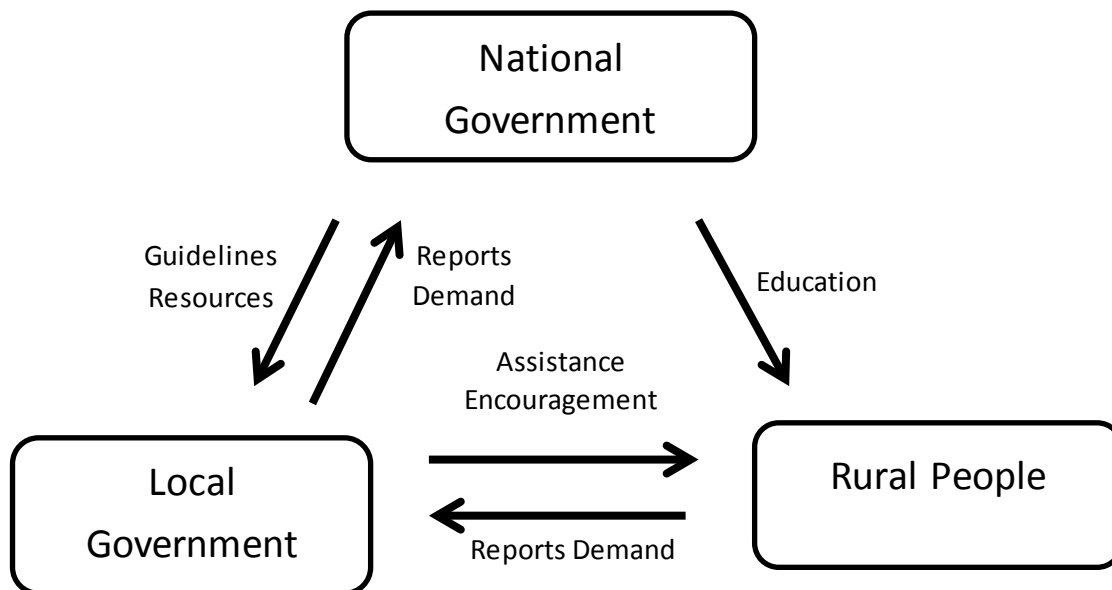 National
Government
Guidelines
Resources
Reports
Demand
Education
Assistance
Encouragement
Local
Government
Rural People
Reports Demand